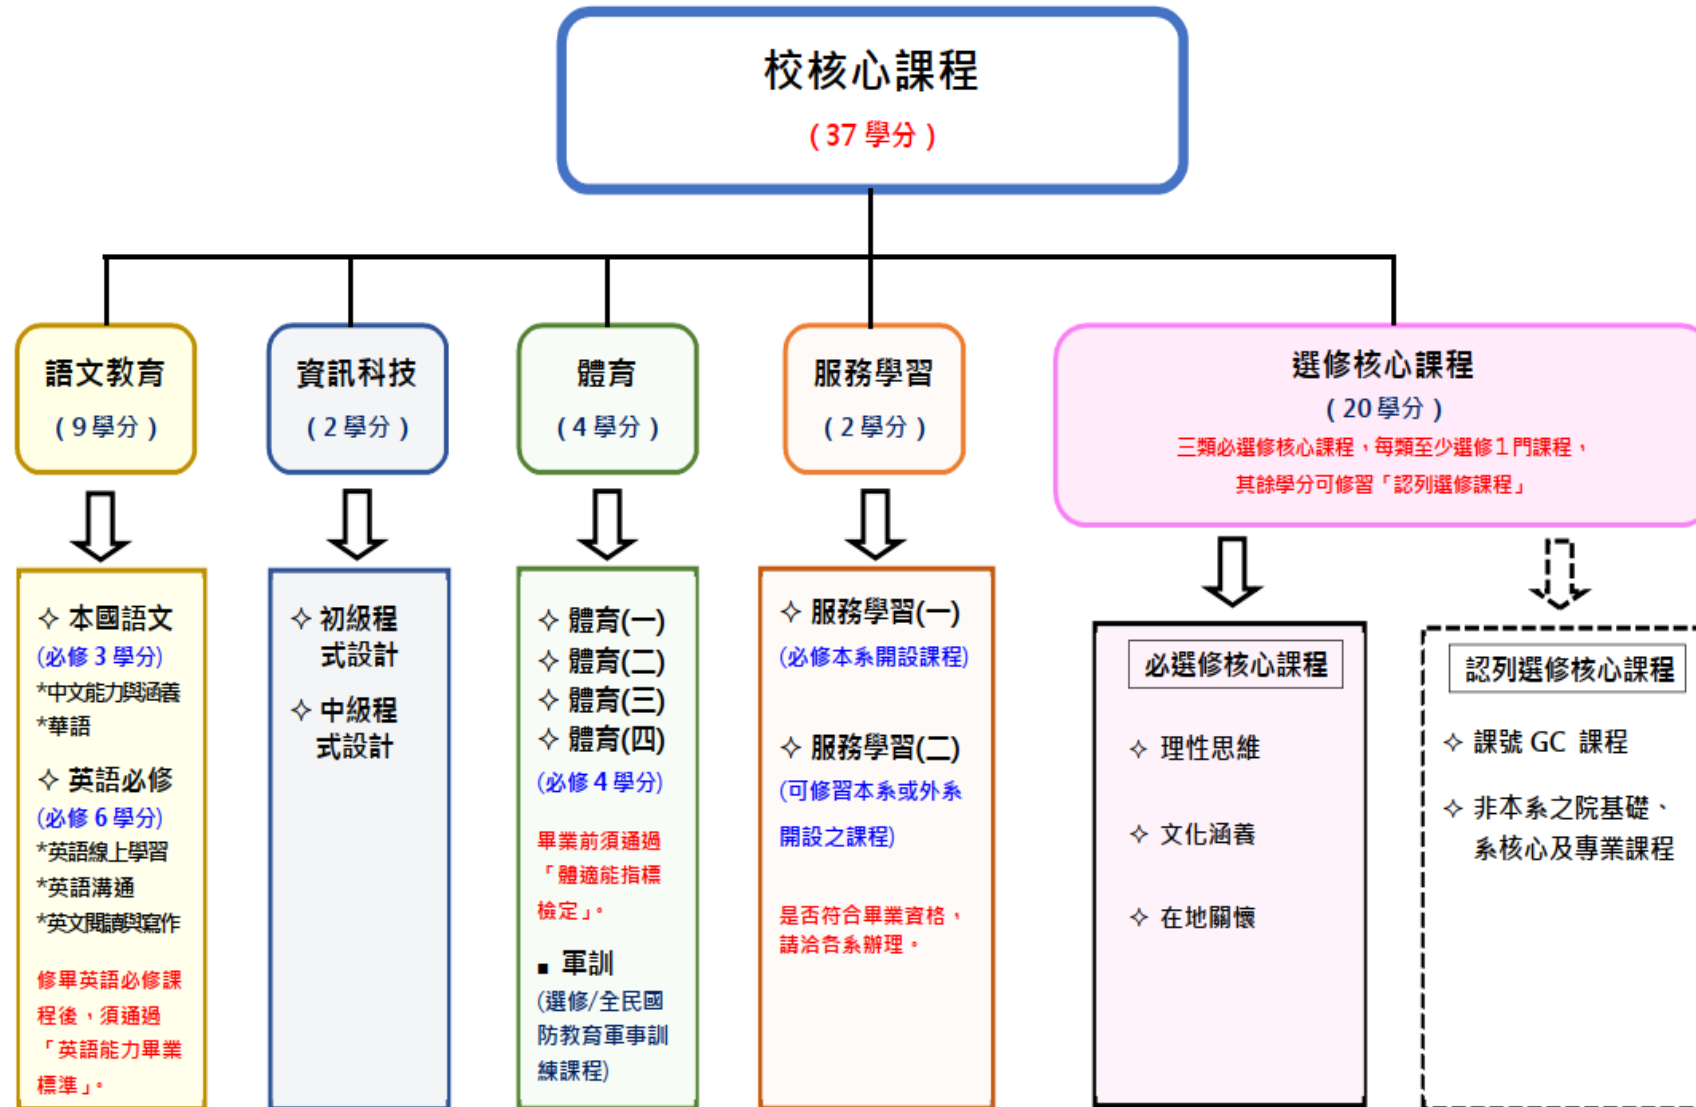 校核心課程
(37 學分)
語文教育
(9 學分)
資訊科技
(2 學分)
體育
(4 學分)
服務學習
(2 學分)
選修核心課程
(20 學分)
三類必選修核心課程，每類至少選修１門課程，
其餘學分可修習「認列選修課程」
✧ 本國語文
(必修 3 學分)
*中文能力與涵養
*華語
✧ 英語必修
(必修 6 學分)
*英語線上學習
*英語溝通
*英文閱讀與寫作
修畢英語必修課
程後，須通過
「英語能力畢業
標準」。
✧ 初級程
式設計
✧ 中級程
式設計
✧ 體育(一)
✧ 體育(二)
✧ 體育(三)
✧ 體育(四)
(必修 4 學分)
畢業前須通過
「體適能指標
檢定」。
▪ 軍訓
(選修/全民國
防教育軍事訓
練課程)
✧ 服務學習(一)
(必修本系開設課程)
✧ 服務學習(二)
(可修習本系或外系
開設之課程)
是否符合畢業資格，
請洽各系辦理。
必選修核心課程
✧ 理性思維
✧ 文化涵養
✧ 在地關懷
認列選修核心課程
✧ 課號 GC 課程
✧ 非本系之院基礎、
系核心及專業課程